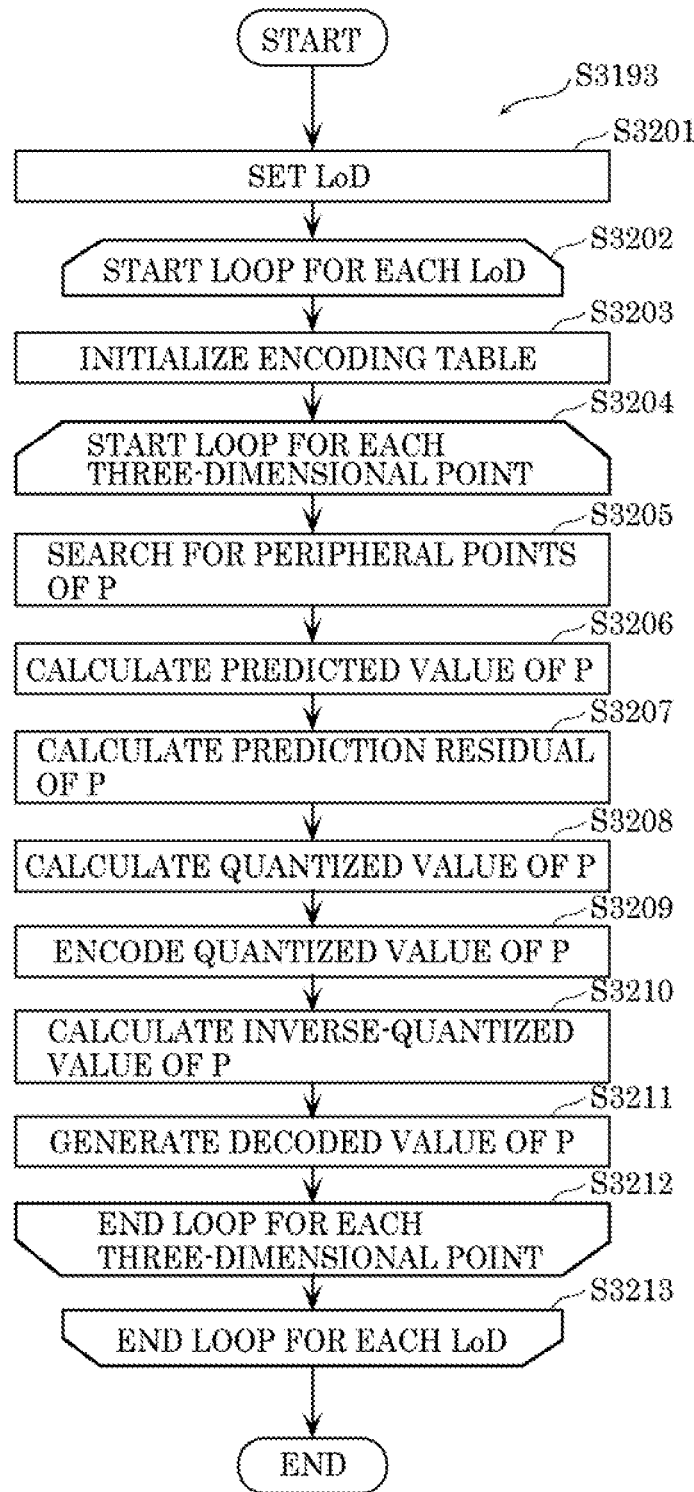 START
S3193
S3201
SET LoD
S3202
START LOOP FOR EACH LoD
S3203
INITIALIZE ENCODING TABLE
S3204
START LOOP FOR EACH
THREE-DIMENSIONAL POINT
S3205
SEARCH FOR PERIPHERAL POINTS
OF P
S3206
CALCULATE PREDICTED VALUE OF P
S3207
CALCULATE PREDICTION RESIDUAL
OF P
S3208
CALCULATE QUANTIZED VALUE OF P
S3209
ENCODE QUANTIZED VALUE OF P
S3210
CALCULATE INVERSE-QUANTIZED
VALUE OF P
S3211
GENERATE DECODED VALUE OF P
S3212
END LOOP FOR EACH
THREE-DIMENSIONAL POINT
S3213
END LOOP FOR EACH LoD
END